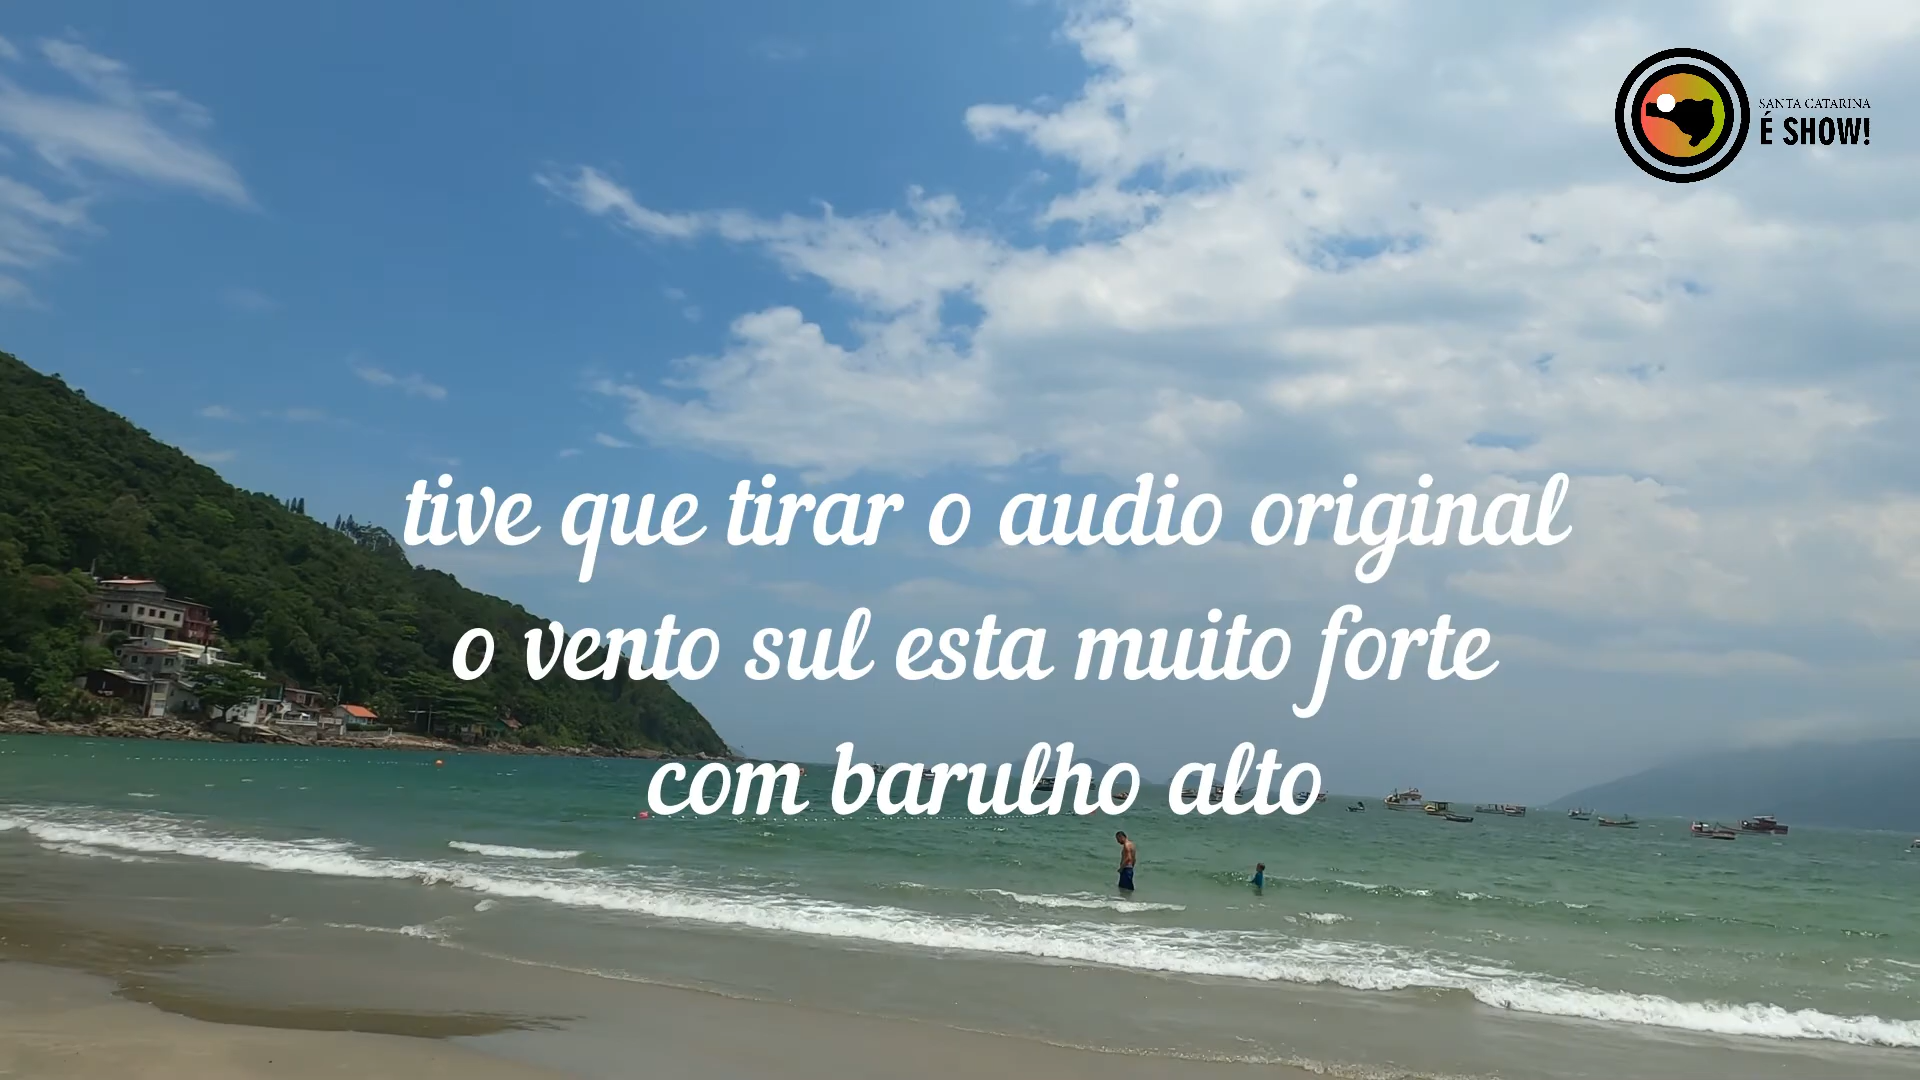 SANTA CATARINA
É SHOW!
tive que tirar o audio original
o vento sul esta muito forte
com barulho alto